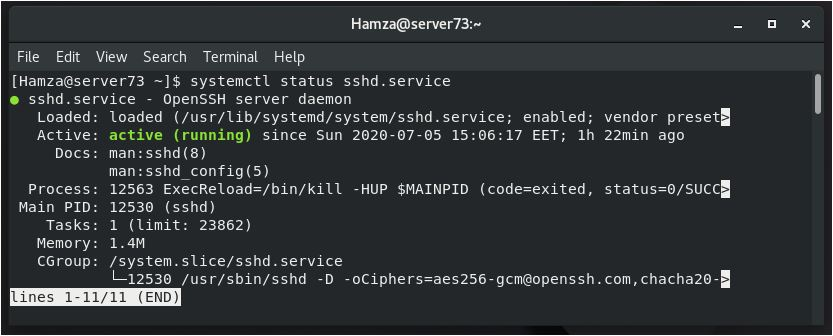 Hamza@server73:~
File Edit View Search Terminal Help
[Hamza@server73 ~]$ systemctl status sshd.service
● sshd.service - OpenSSH server daemon
   Loaded: loaded (/usr/lib/systemd/system/sshd.service; enabled; vendor preset>
   Active: active (running) since Sun 2020-07-05 15:06:17 EET; 1h 22min ago
     Docs: man:sshd(8)
           man:sshd_config(5)
  Process: 12563 ExecReload=/bin/kill -HUP $MAINPID (code=exited, status=0/SUCC>
 Main PID: 12530 (sshd)
    Tasks: 1 (limit: 23862)
   Memory: 1.4M
   CGroup: /system.slice/sshd.service
           └─12530 /usr/sbin/sshd -D -oCiphers=aes256-gcm@openssh.com,chacha20->
lines 1-11/11 (END)